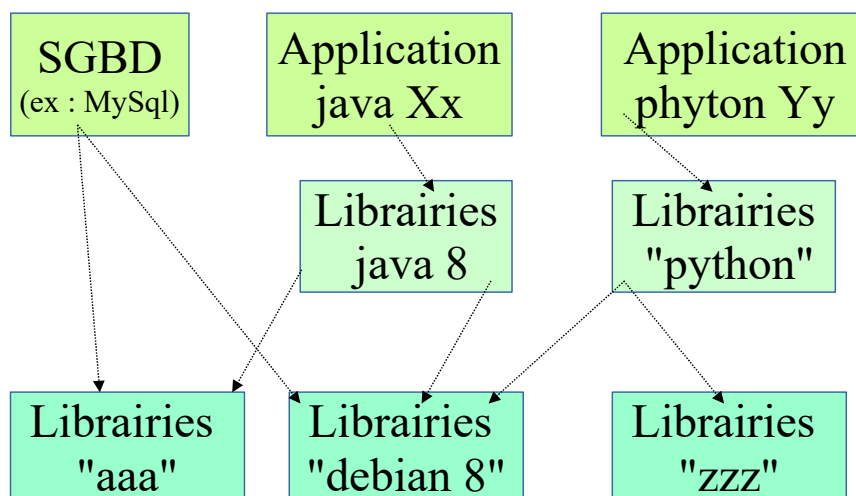 SGBD
(ex : MySql)
Application
java Xx
Application
phyton Yy
Librairies
java 8
Librairies
"python"
Librairies
"aaa"
Librairies
"debian 8"
Librairies
"zzz"